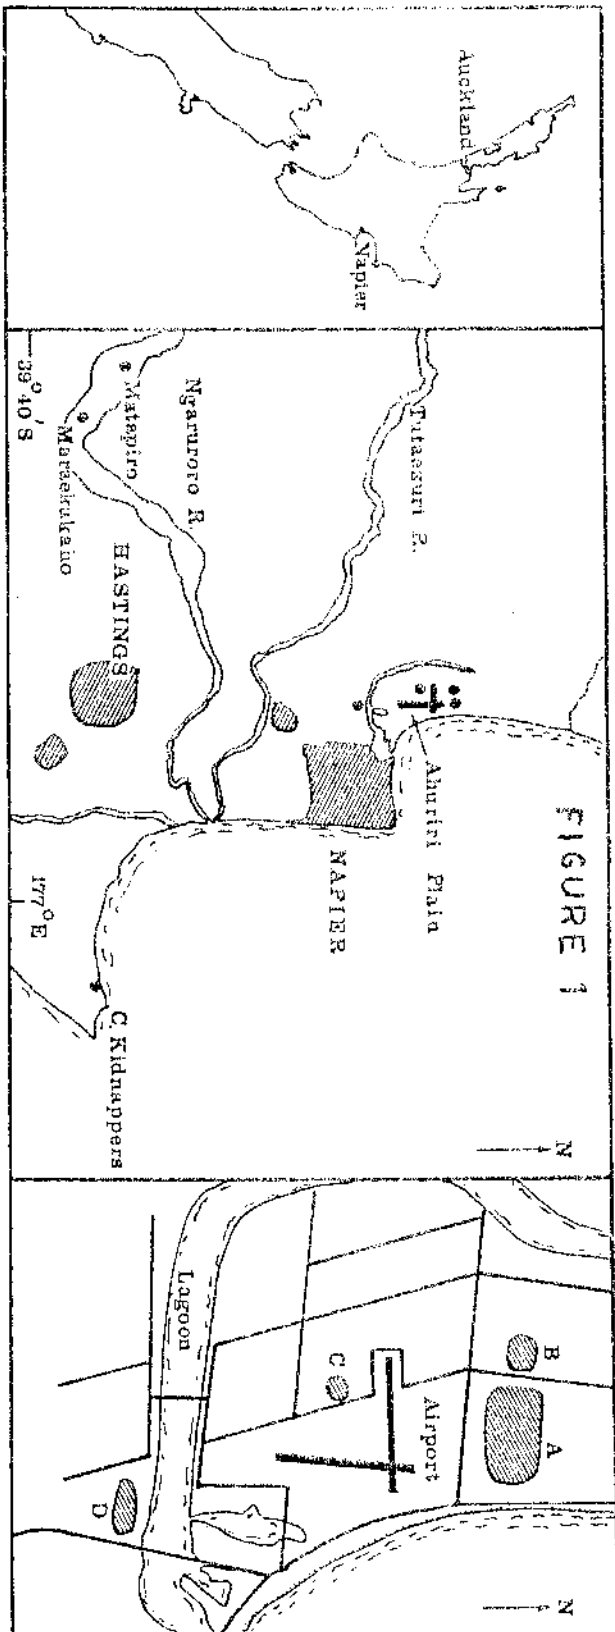 Auckland
Napier
FIGURE 1
N
Tutaekuri R.
Ahuriri Plain
NAPIER
Ngaruroro R.
Matapiro
Maraekakaho
HASTINGS
39° 40' S
177° E
C. Kidnappers
N
B
A
Airport
C
Lagoon
D